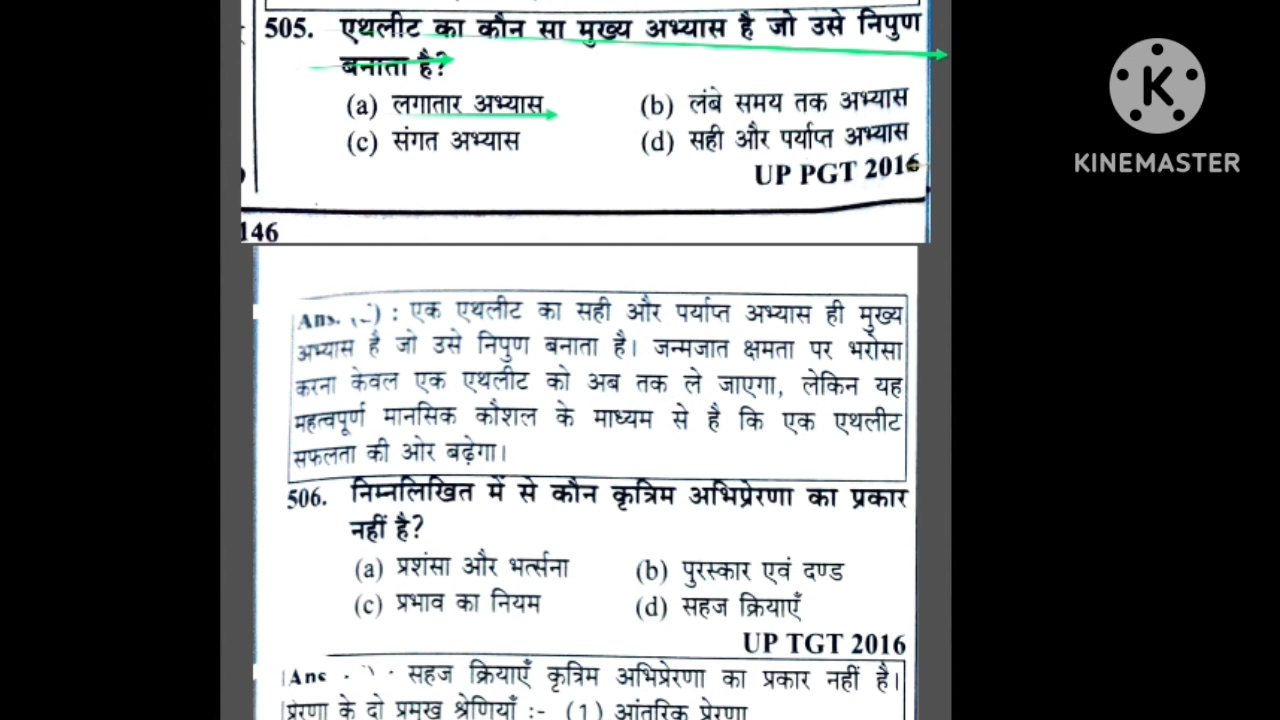 505. एथलीट का कौन सा मुख्य अभ्यास है जो उसे निपुण
बनाता है?
(a) लगातार अभ्यास (b) लंबे समय तक अभ्यास
(c) संगत अभ्यास (d) सही और पर्याप्त अभ्यास
UP PGT 2016
146
K
KINEMASTER
Ans. : एक एथलीट का सही और पर्याप्त अभ्यास ही मुख्य
अभ्यास है जो उसे निपुण बनाता है। जन्मजात क्षमता पर भरोसा
करना केवल एक एथलीट को अब तक ले जाएगा, लेकिन यह
महत्वपूर्ण मानसिक कौशल के माध्यम से है कि एक एथलीट
सफलता की ओर बढ़ेगा।
506. निम्नलिखित में से कौन कृत्रिम अभिप्रेरणा का प्रकार
नहीं है?
(a) प्रशंसा और भर्त्सना (b) पुरस्कार एवं दण्ड
(c) प्रभाव का नियम (d) सहज क्रियाएँ
UP TGT 2016
Ans सहज क्रियाएँ कृत्रिम अभिप्रेरणा का प्रकार नहीं है।
प्रेरणा के दो प्रमुख श्रेणियाँ :- (1) आंतरिक प्रेरणा